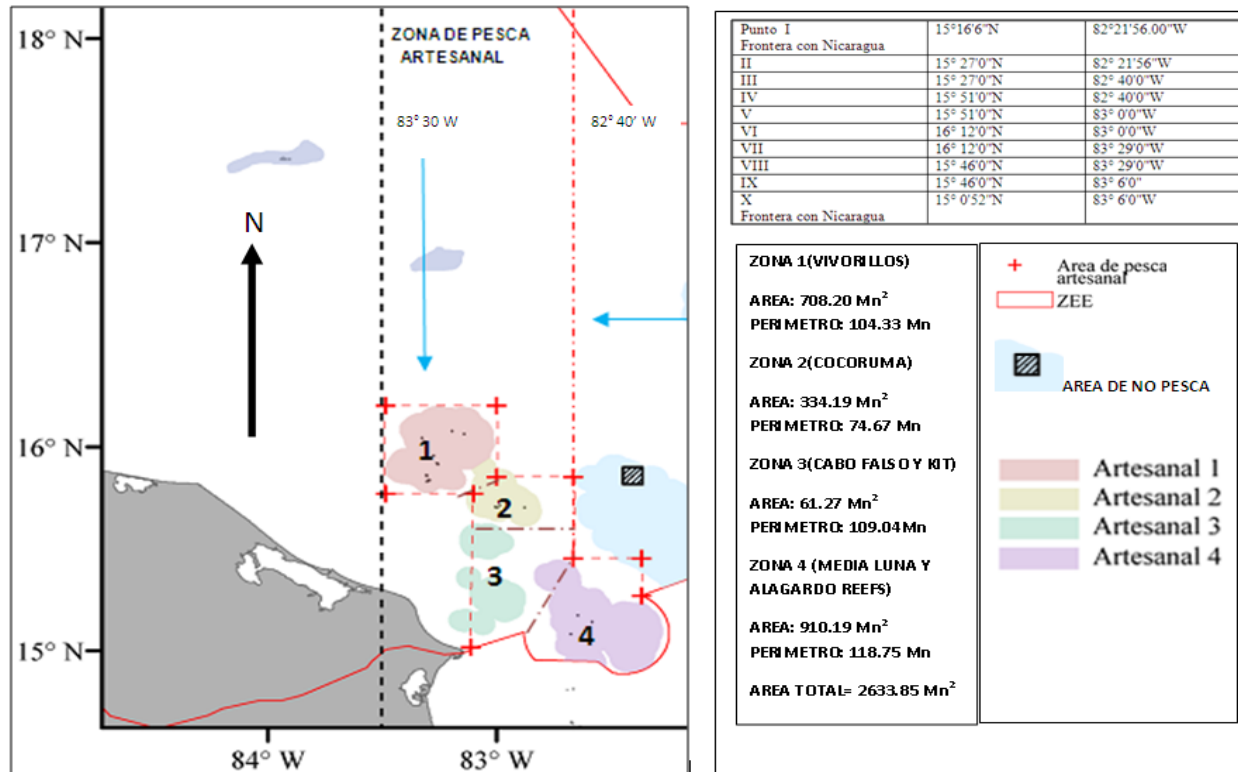 18° N
17° N
16° N
15° N
84° W
83° W
ZONA DE PESCA
ARTESANAL
83° 30 W
82° 40' W
N
1
2
3
4
Punto I 15°16'6"N 82°21'56.00"W
Frontera con Nicaragua
II 15° 27'0"N 82° 21'56"W
III 15° 27'0"N 82° 40'0"W
IV 15° 51'0"N 82° 40'0"W
V 15° 51'0"N 83° 0'0"W
VI 16° 12'0"N 83° 0'0"W
VII 16° 12'0"N 83° 29'0"W
VIII 15° 46'0"N 83° 29'0"W
IX 15° 46'0"N 83° 6'0"
X 15° 0'52"N 83° 6'0"W
Frontera con Nicaragua
ZONA 1(VIVORILLOS)
AREA: 708.20 Mn²
PERIMETRO: 104.33 Mn
ZONA 2(COCORUMA)
AREA: 334.19 Mn²
PERIMETRO: 74.67 Mn
ZONA 3(CABO FALSO Y KIT)
AREA: 61.27 Mn²
PERIMETRO: 109.04Mn
ZONA 4 (MEDIA LUNA Y
ALAGARDO REEFS)
AREA: 910.19 Mn²
PERIMETRO: 118.75 Mn
AREA TOTAL= 2633.85 Mn²
Area de pesca
artesanal
ZEE
AREA DE NO PESCA
Artesanal 1
Artesanal 2
Artesanal 3
Artesanal 4